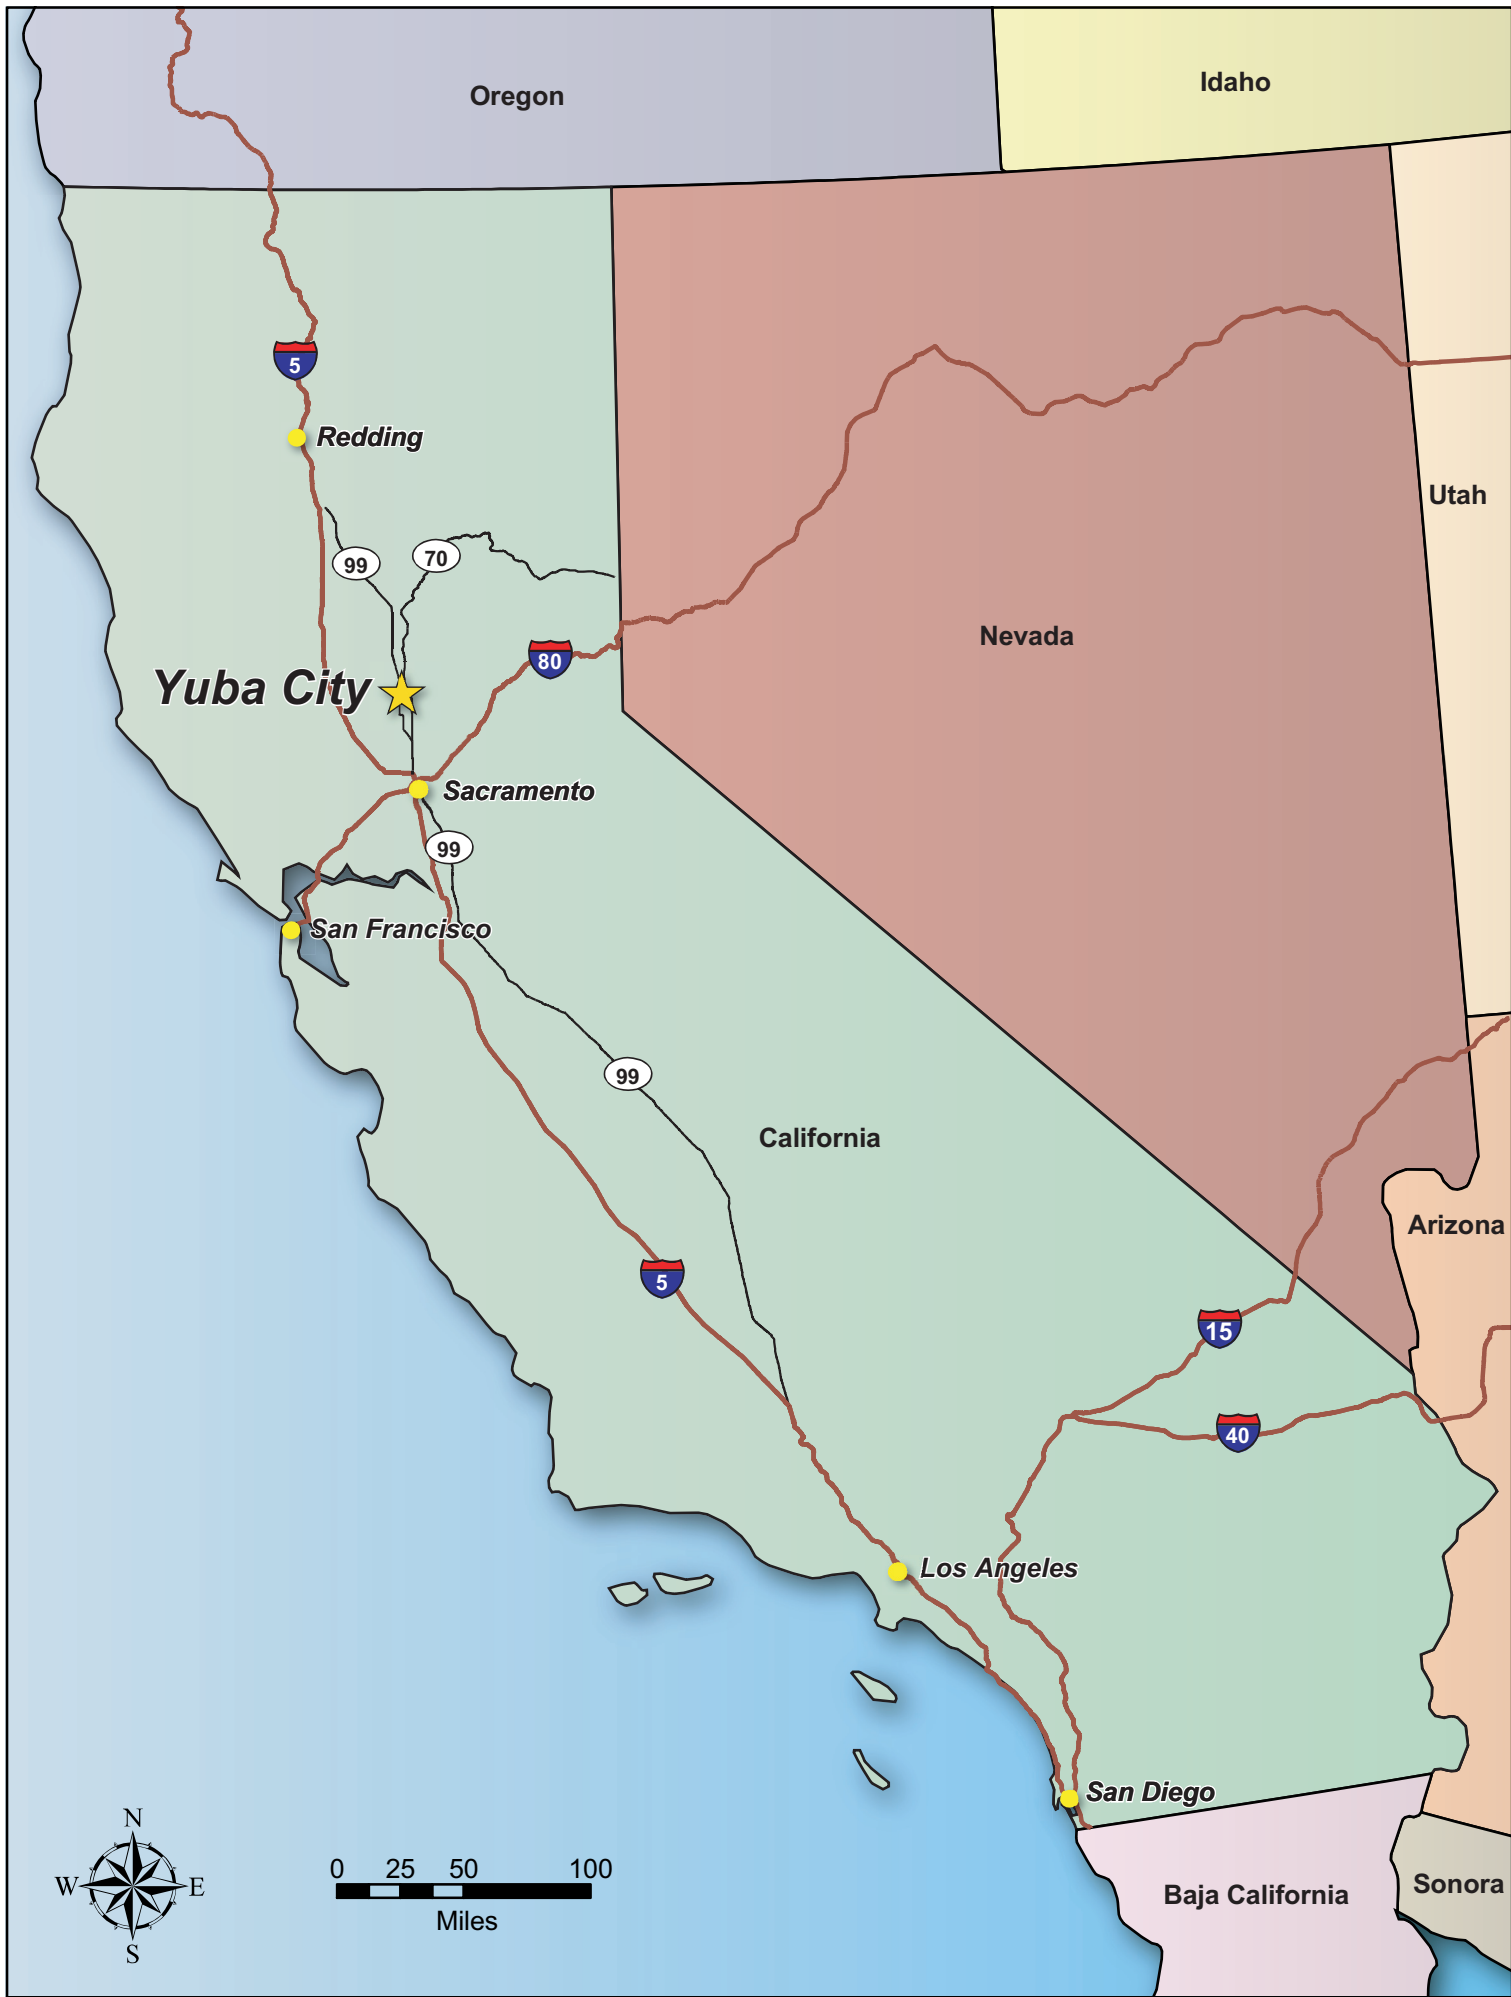 Idaho
Oregon
5
Redding
Utah
99
70
Nevada
80
Yuba City
Sacramento
99
San Francisco
99
California
Arizona
5
15
40
Los Angeles
San Diego
N
W E
S
0 25 50 100
Miles
Baja California
Sonora